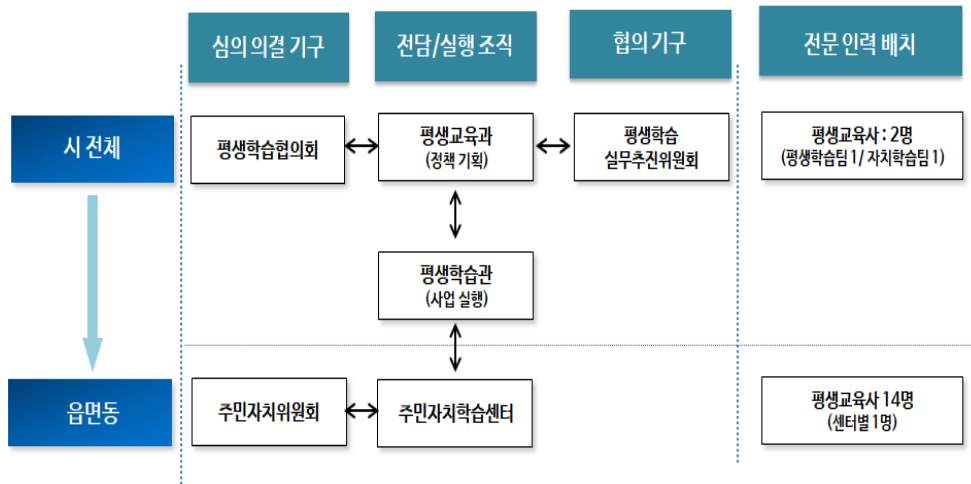 심의 의결 기구
전담/실행 조직
협의 기구
전문 인력 배치
시 전체
평생학습협의회
평생교육과
(정책 기획)
평생학습
실무추진위원회
평생교육사 : 2명
(평생학습팀 1/ 자치학습팀 1)
평생학습관
(사업 실행)
읍면동
주민자치위원회
주민자치학습센터
평생교육사 14명
(센터별 1명)